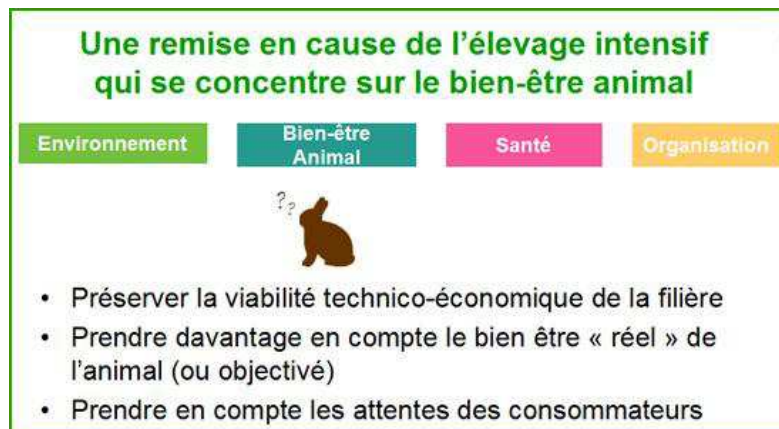 Une remise en cause de l'élevage intensif
qui se concentre sur le bien-être animal
Environnement
Bien-être
Animal
Santé
Organisation
??
• Préserver la viabilité technico-économique de la filière
• Prendre davantage en compte le bien être « réel » de
l'animal (ou objectivé)
• Prendre en compte les attentes des consommateurs